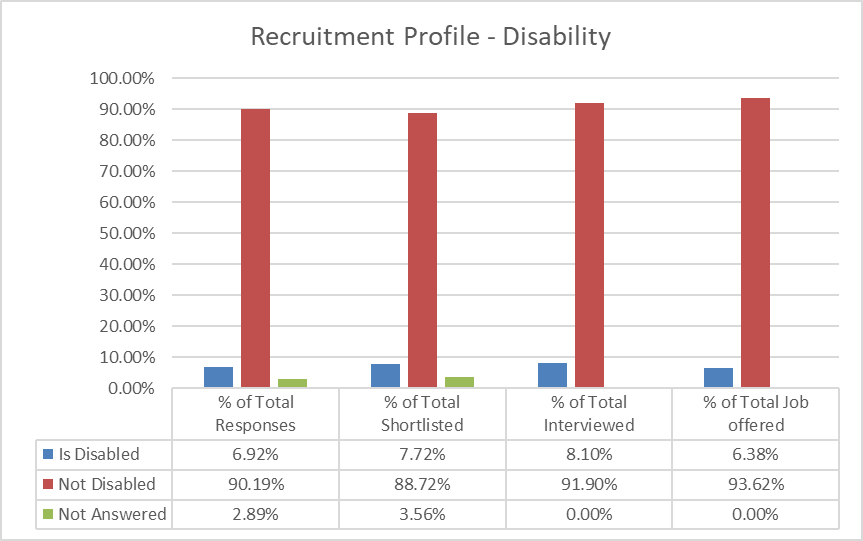 Recruitment Profile - Disability
100.00%
90.00%
80.00%
70.00%
60.00%
50.00%
40.00%
30.00%
20.00%
10.00%
0.00%
% of Total Responses
% of Total Shortlisted
% of Total Interviewed
% of Total Job offered
Is Disabled 6.92% 7.72% 8.10% 6.38%
Not Disabled 90.19% 88.72% 91.90% 93.62%
Not Answered 2.89% 3.56% 0.00% 0.00%